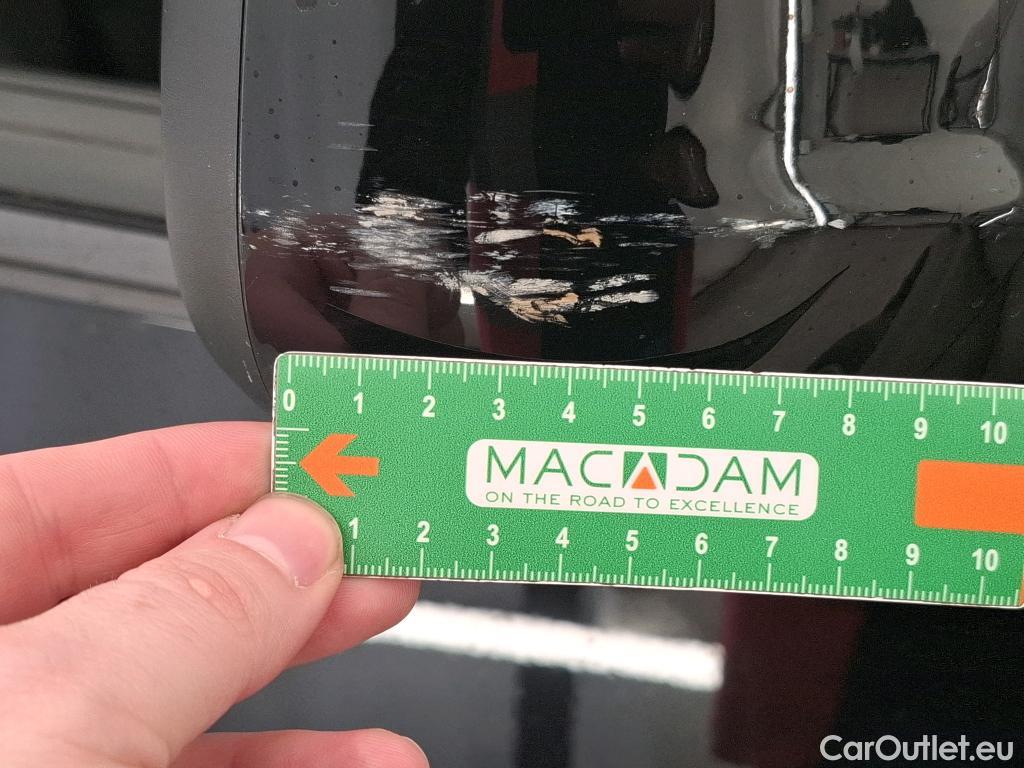 0 1 2 3 4 5 6 7 8 9 10
MACADAM
ON THE ROAD TO EXCELLENCE
1 2 3 4 5 6 7 8 9 10
CarOutlet.eu